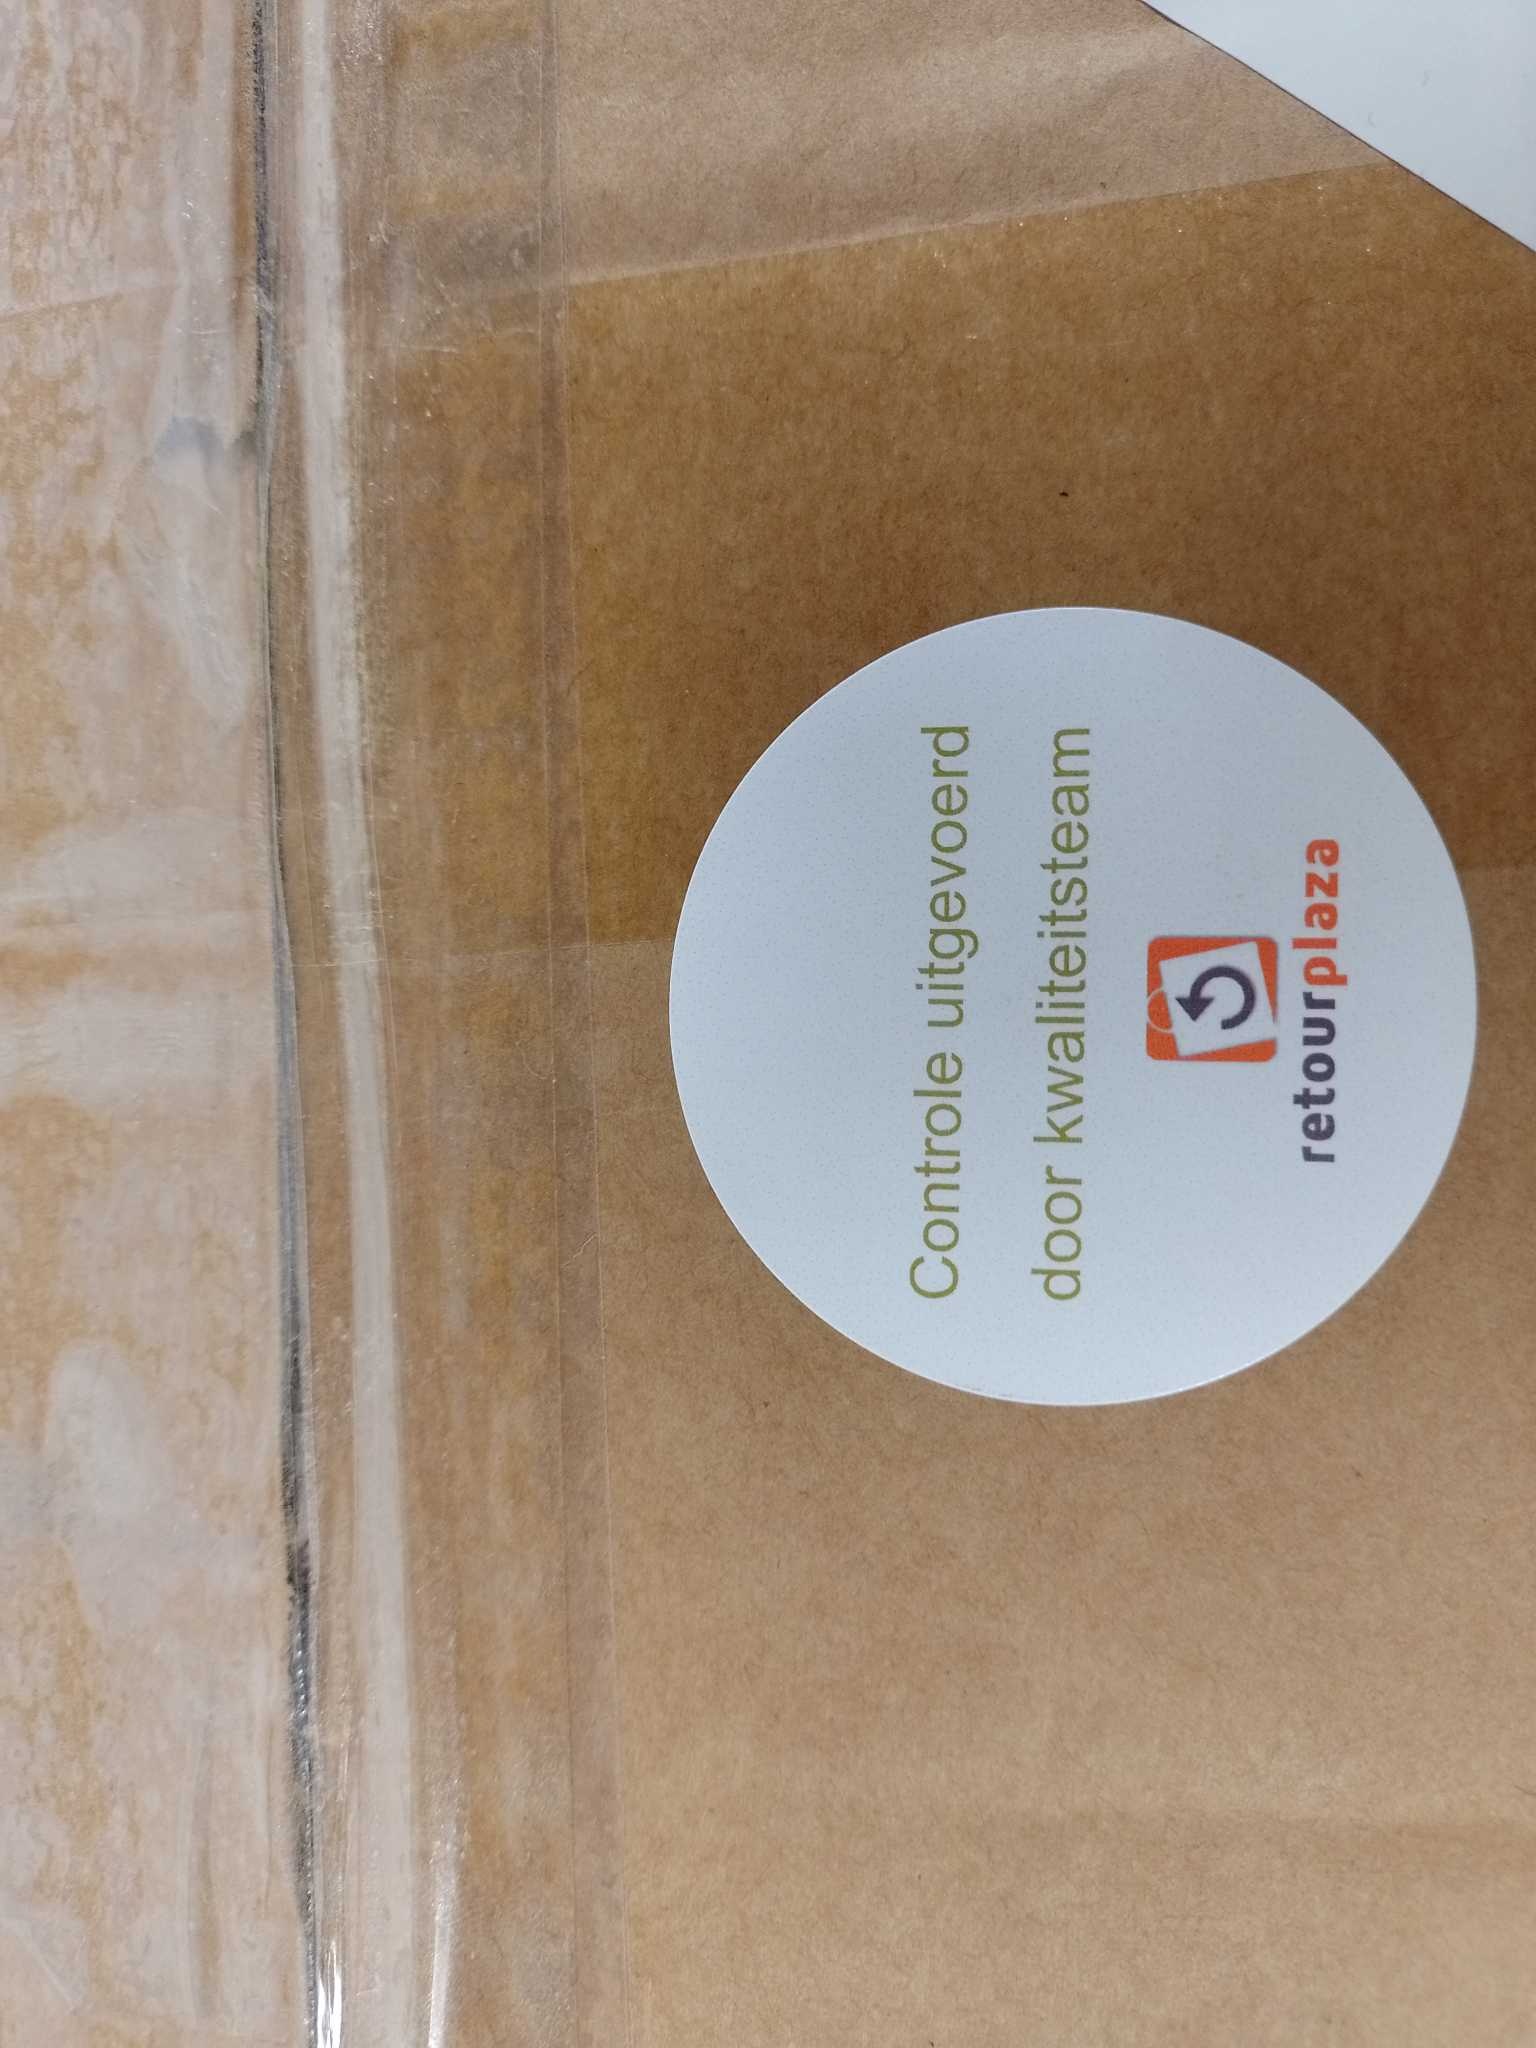 Controle uitgevoerd
door kwaliteitsteam
retourplaza